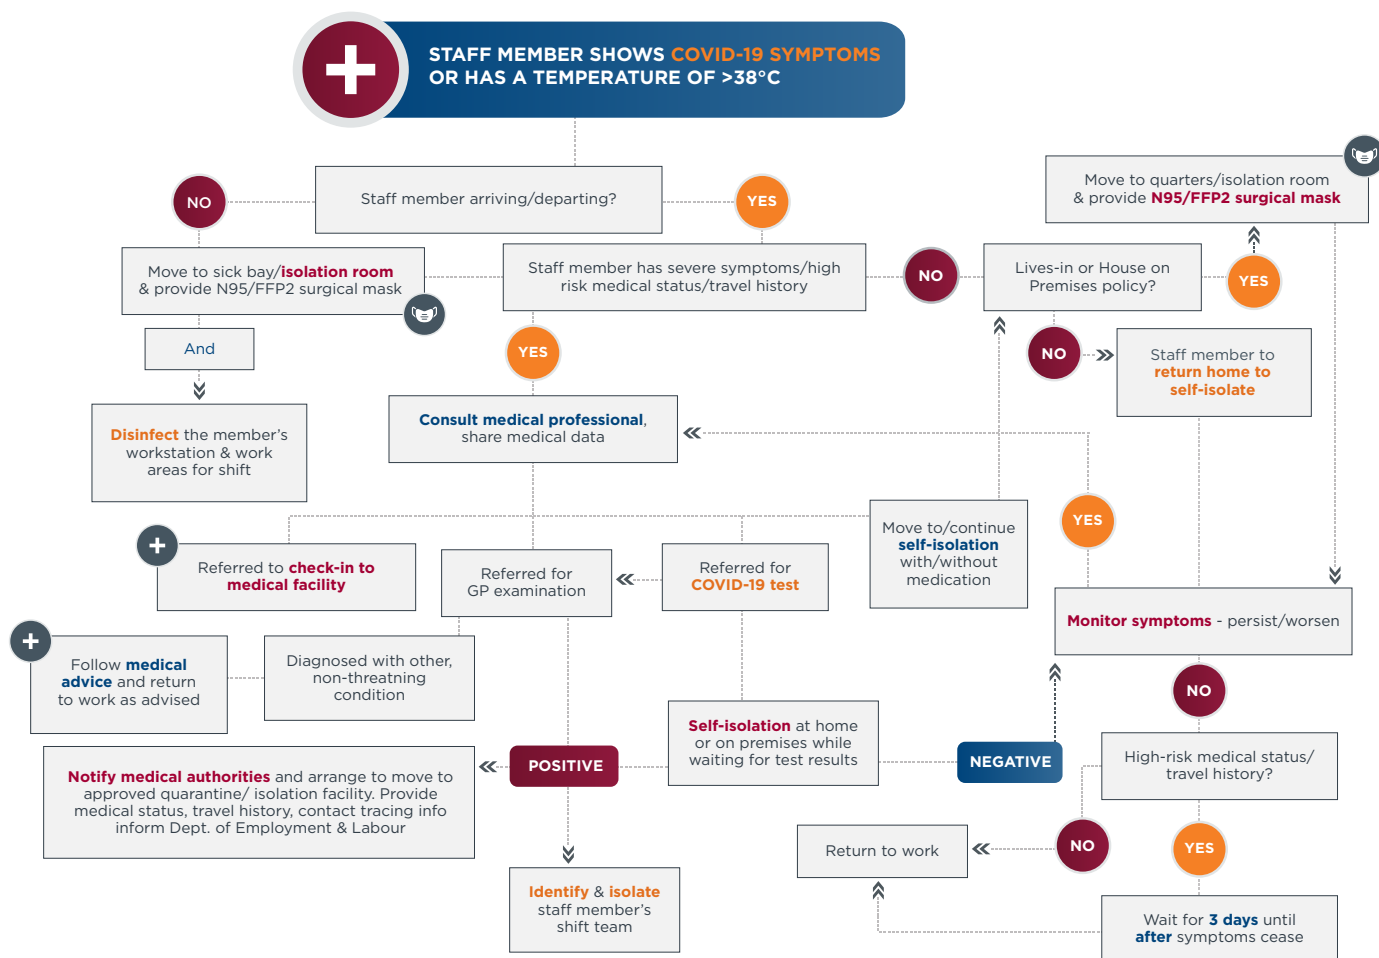 STAFF MEMBER SHOWS COVID-19 SYMPTOMS
OR HAS A TEMPERATURE OF >38°C
Staff member arriving/departing?
NO
YES
Move to quarters/isolation room
& provide N95/FFP2 surgical mask
Move to sick bay/isolation room
& provide N95/FFP2 surgical mask
Staff member has severe symptoms/high
risk medical status/travel history
NO
Lives-in or House on
Premises policy?
YES
And
YES
NO
Staff member to
return home to
self-isolate
Disinfect the member's
workstation & work
areas for shift
Consult medical professional,
share medical data
YES
Move to/continue
self-isolation
with/without
medication
Referred to check-in to
medical facility
Referred for
GP examination
Referred for
COVID-19 test
Monitor symptoms - persist/worsen
Follow medical
advice and return
to work as advised
Diagnosed with other,
non-threatning
condition
NO
Self-isolation at home
or on premises while
waiting for test results
POSITIVE
NEGATIVE
High-risk medical status/
travel history?
Notify medical authorities and arrange to move to
approved quarantine/ isolation facility. Provide
medical status, travel history, contact tracing info
inform Dept. of Employment & Labour
Return to work
NO
YES
Identify & isolate
staff member's
shift team
Wait for 3 days until
after symptoms cease